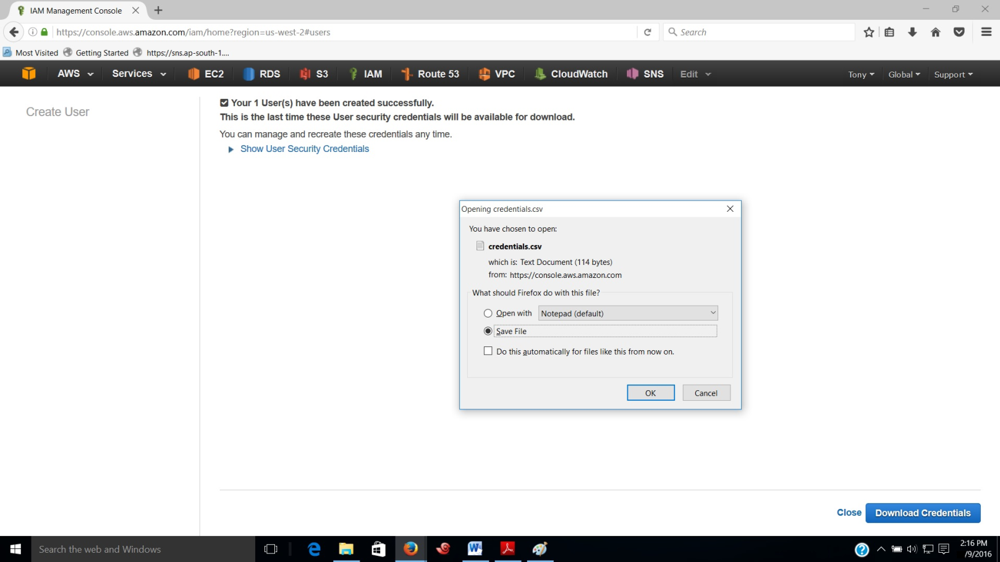 IAM Management Console
https://console.aws.amazon.com/iam/home?region=us-west-2#users
Search
Most Visited Getting Started https://sns.ap-south-1....
AWS Services EC2 RDS S3 IAM Route 53 VPC CloudWatch SNS Edit Tony Global Support
Create User
Your 1 User(s) have been created successfully.
This is the last time these User security credentials will be available for download.
You can manage and recreate these credentials any time.
Show User Security Credentials
Opening credentials.csv
You have chosen to open:
credentials.csv
which is: Text Document (114 bytes)
from: https://console.aws.amazon.com
What should Firefox do with this file?
Open with Notepad (default)
Save File
Do this automatically for files like this from now on.
OK Cancel
Close Download Credentials
Search the web and Windows
2:16 PM
/9/2016